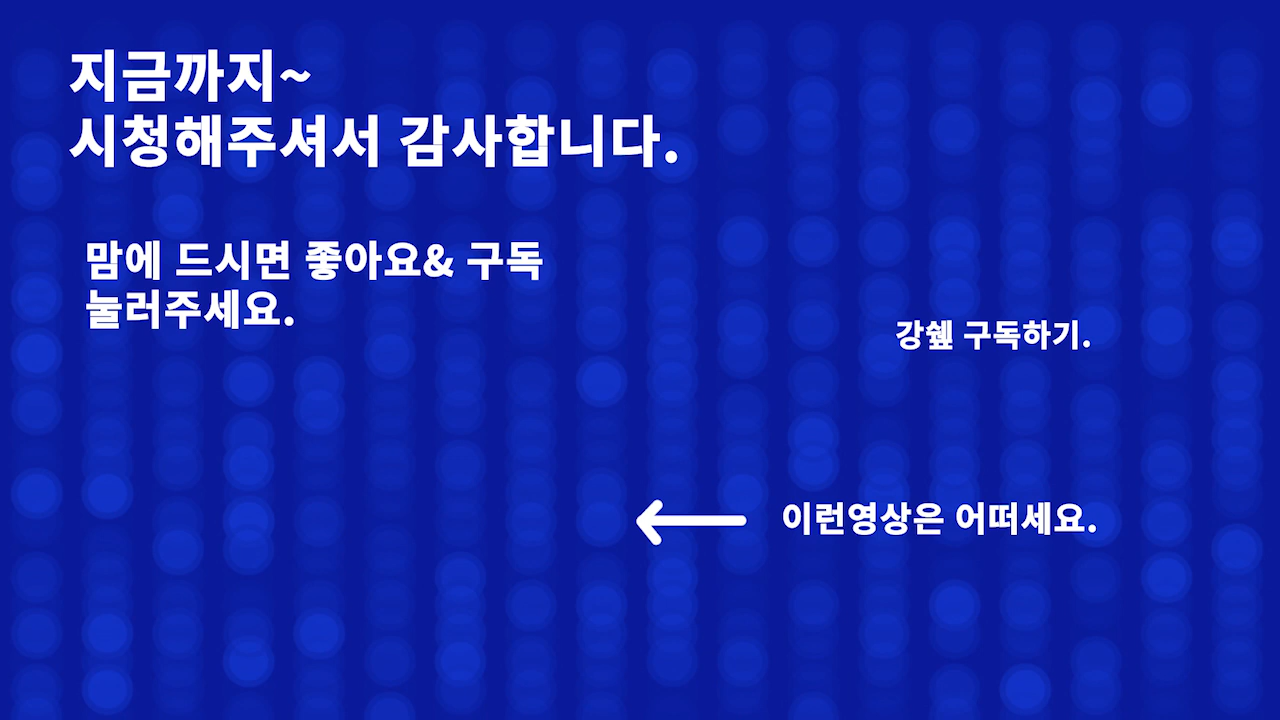 지금까지~
시청해주셔서 감사합니다.
맘에 드시면 좋아요& 구독
눌러주세요.
강쉪 구독하기.
이런영상은 어떠세요.